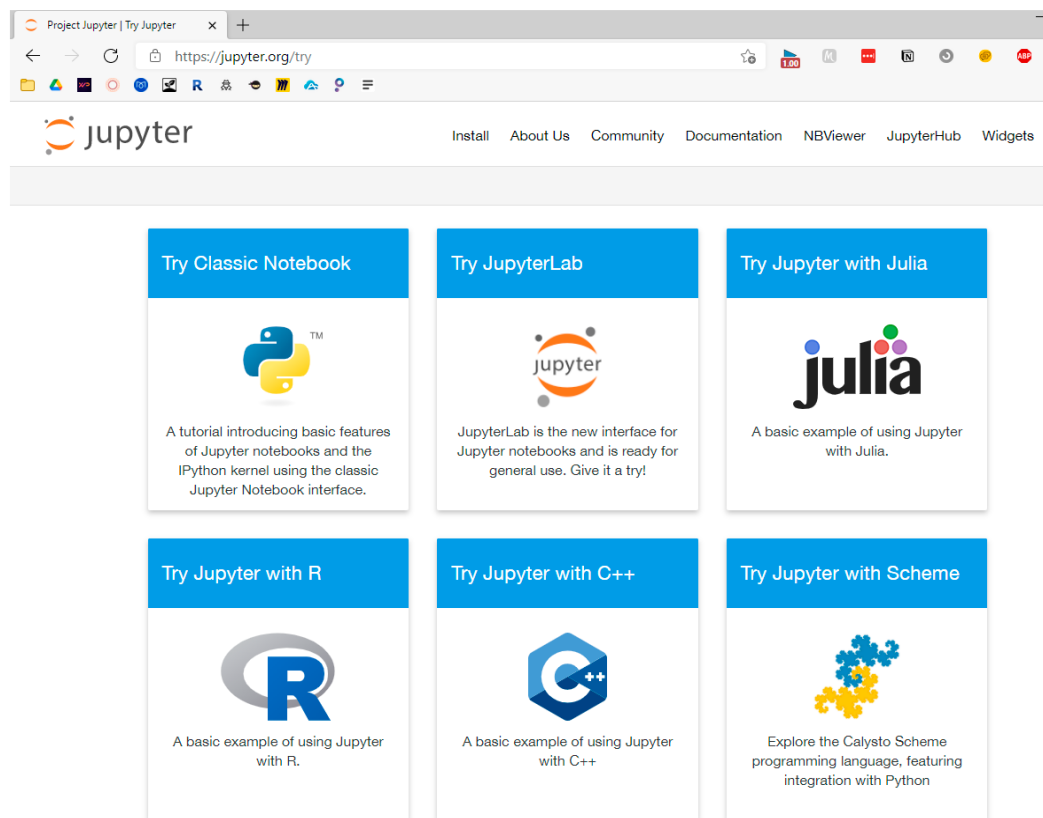 Project Jupyter | Try Jupyter
https://jupyter.org/try
1.00
ABP
R
jupyter
Install About Us Community Documentation NBViewer JupyterHub Widgets
Try Classic Notebook
TM
A tutorial introducing basic features
of Jupyter notebooks and the
IPython kernel using the classic
Jupyter Notebook interface.
Try JupyterLab
jupyter
JupyterLab is the new interface for
Jupyter notebooks and is ready for
general use. Give it a try!
Try Jupyter with Julia
julia
A basic example of using Jupyter
with Julia.
Try Jupyter with R
R
A basic example of using Jupyter
with R.
Try Jupyter with C++
C++
A basic example of using Jupyter
with C++
Try Jupyter with Scheme
Explore the Calysto Scheme
programming language, featuring
integration with Python